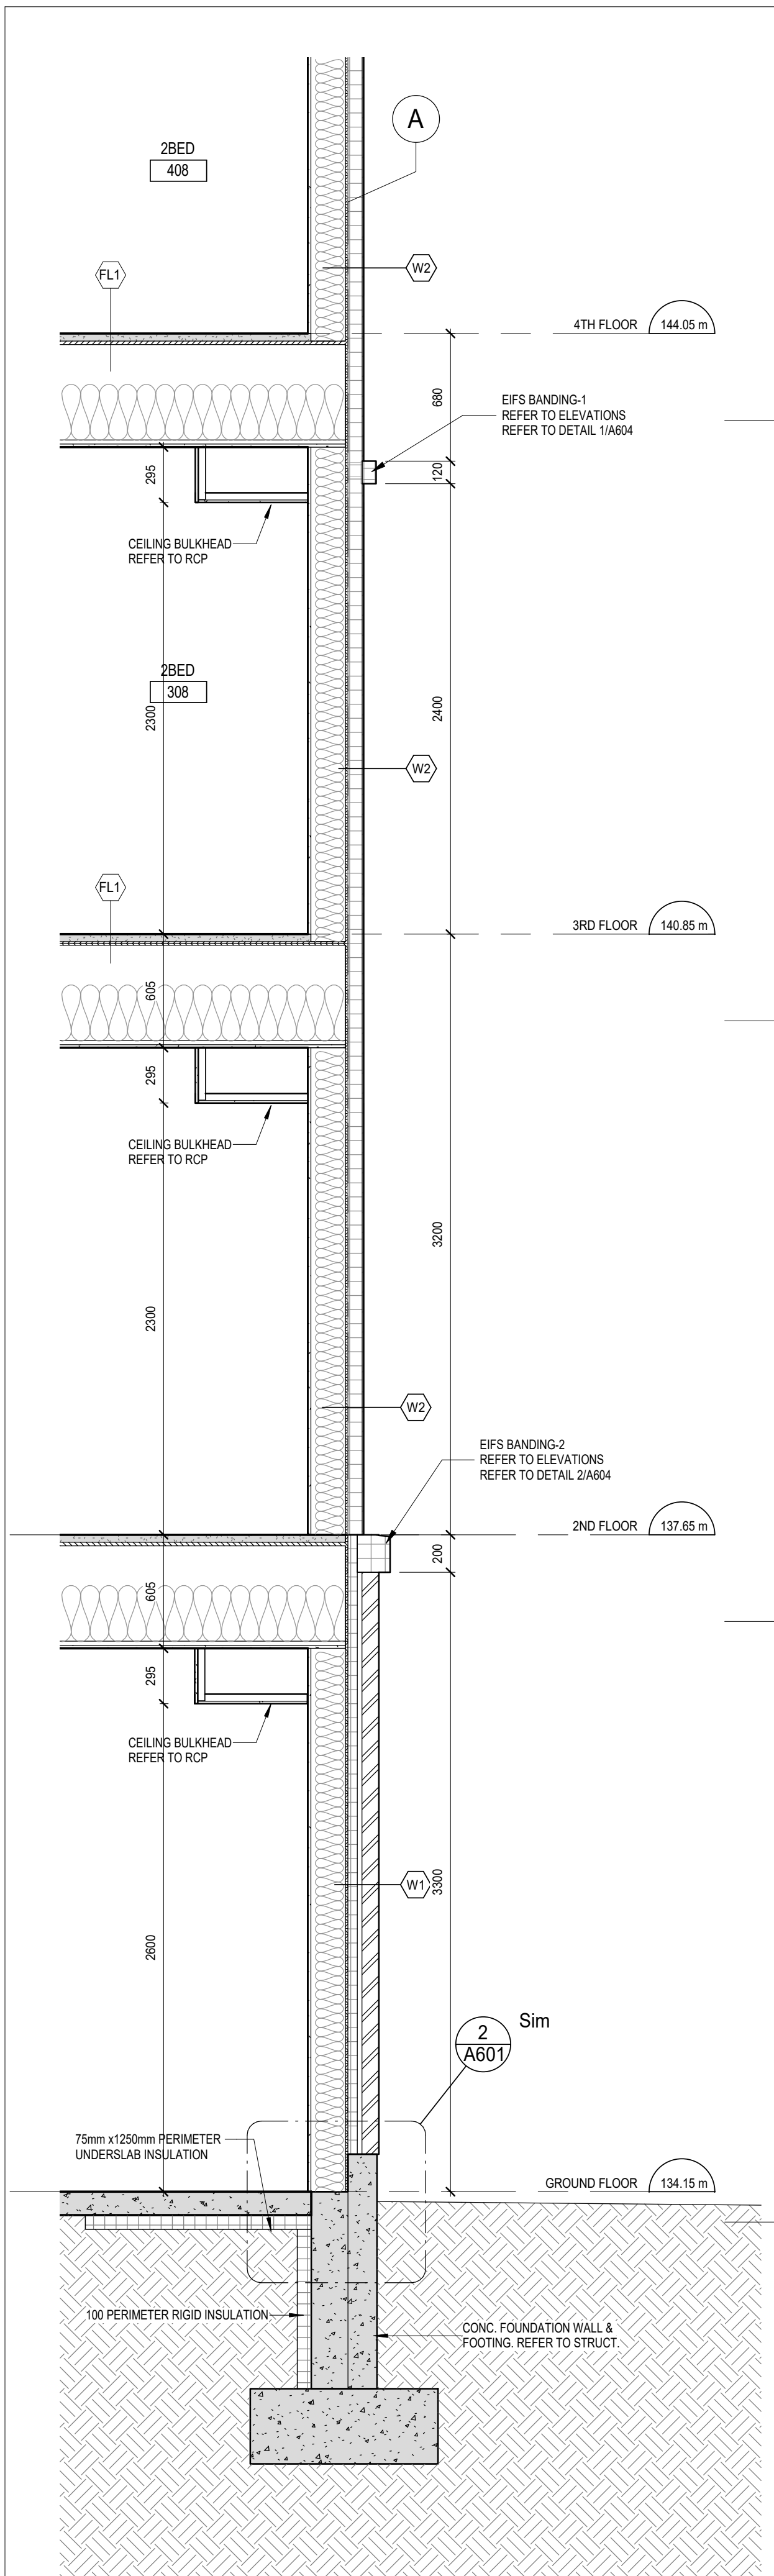 A
2BED
408
FL1
W2
4TH FLOOR 144.05 m
680
EIFS BANDING-1
REFER TO ELEVATIONS
REFER TO DETAIL 1/A604
295
120
CEILING BULKHEAD
REFER TO RCP
2BED
308
2300
2400
W2
FL1
3RD FLOOR 140.85 m
605
295
CEILING BULKHEAD
REFER TO RCP
3200
2300
W2
EIFS BANDING-2
REFER TO ELEVATIONS
REFER TO DETAIL 2/A604
2ND FLOOR 137.65 m
200
605
295
CEILING BULKHEAD
REFER TO RCP
W1
3300
2600
Sim
2
A601
75mm x1250mm PERIMETER
UNDERSLAB INSULATION
GROUND FLOOR 134.15 m
100 PERIMETER RIGID INSULATION
CONC. FOUNDATION WALL &
FOOTING. REFER TO STRUCT.